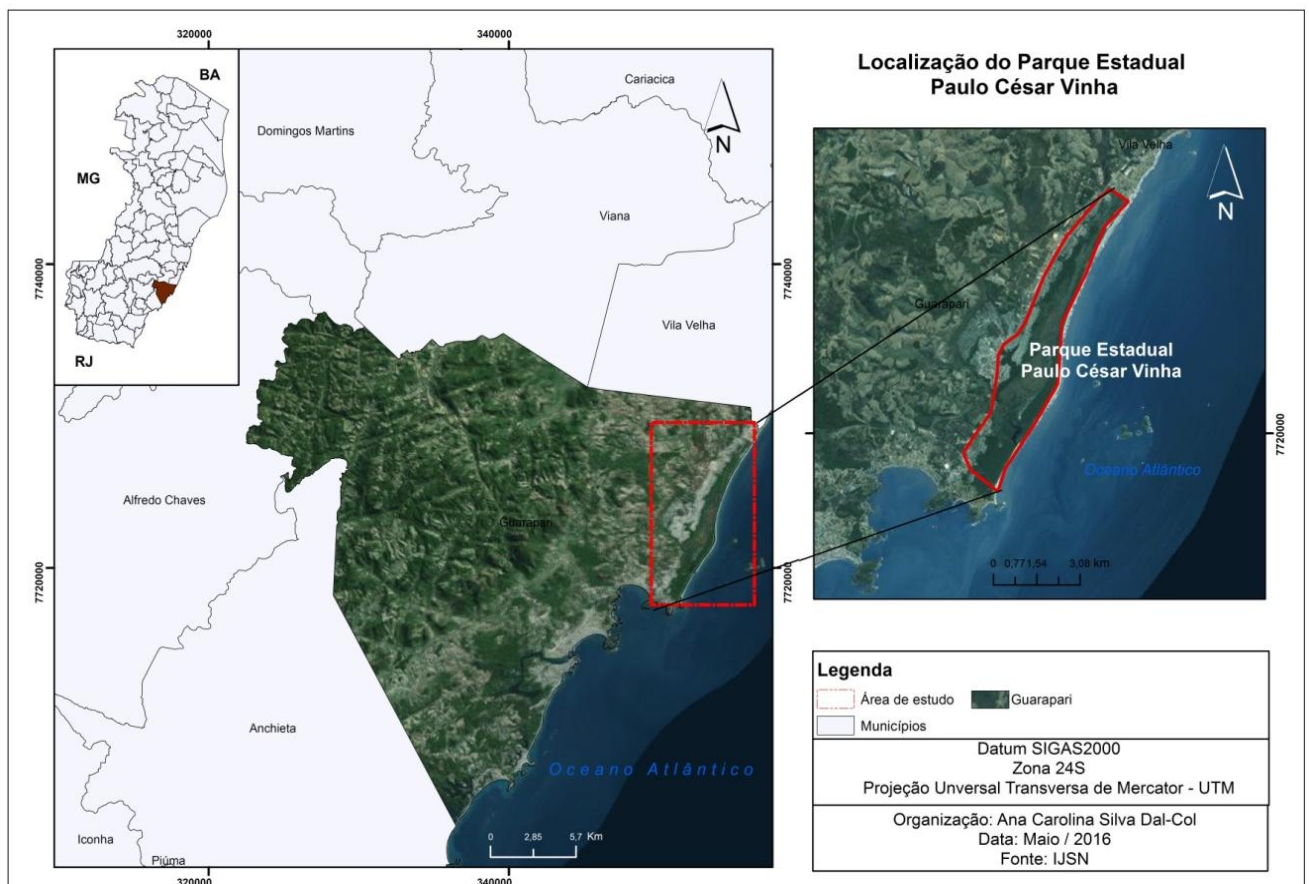 320000
340000
BA
MG
RJ
Cariacica
Domingos Martins
N
Viana
Vila Velha
7740000
7740000
Alfredo Chaves
Guarapari
7720000
7720000
Anchieta
Oceano Atlântico
Iconha
Piúma
0 2,85 5,7 Km
320000
340000
Localização do Parque Estadual
Paulo César Vinha
Vila Velha
N
Guarapari
Parque Estadual
Paulo César Vinha
7720000
Oceano Atlântico
0 0,77 1,54 3,08 km
Legenda
Área de estudo
Guarapari
Municípios
Datum SIGAS2000
Zona 24S
Projeção Unversal Transversa de Mercator - UTM
Organização: Ana Carolina Silva Dal-Col
Data: Maio / 2016
Fonte: IJSN